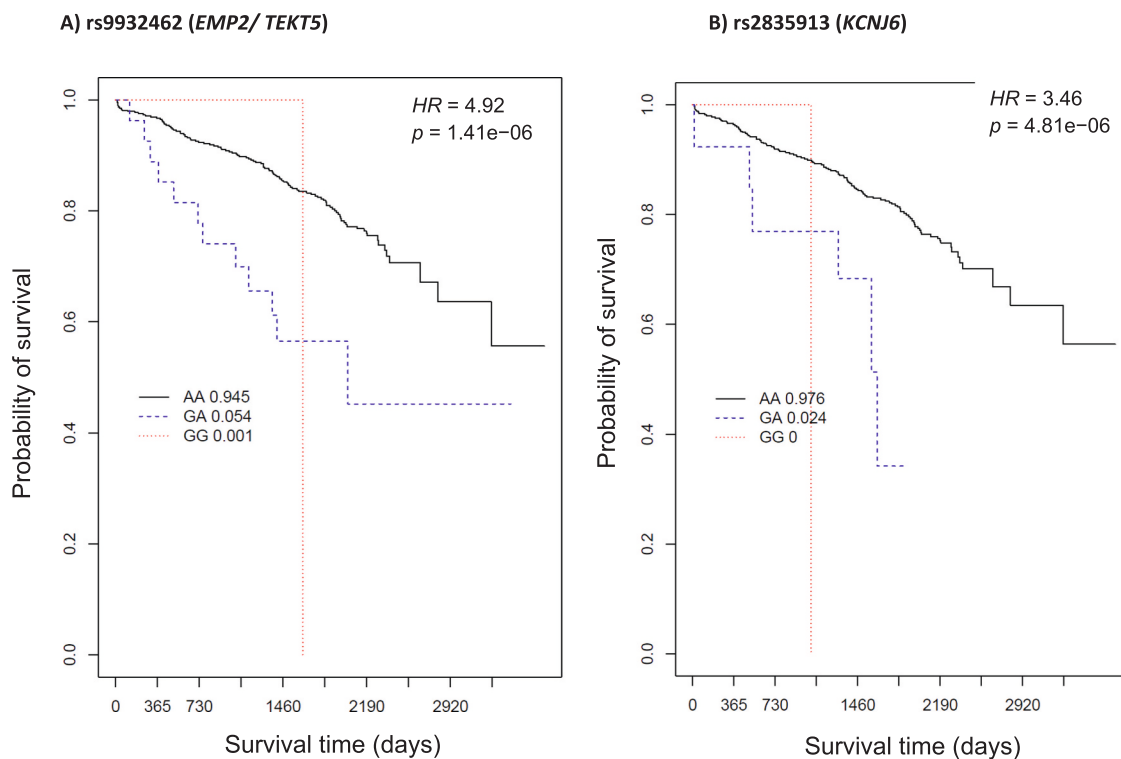 A) rs9932462 (EMP2/ TEKT5)
HR = 4.92
p = 1.41e−06
Probability of survival
1.0
0.8
0.6
0.4
0.2
0.0
AA 0.945
GA 0.054
GG 0.001
0 365 730 1460 2190 2920
Survival time (days)
B) rs2835913 (KCNJ6)
HR = 3.46
p = 4.81e−06
Probability of survival
1.0
0.8
0.6
0.4
0.2
0.0
AA 0.976
GA 0.024
GG 0
0 365 730 1460 2190 2920
Survival time (days)